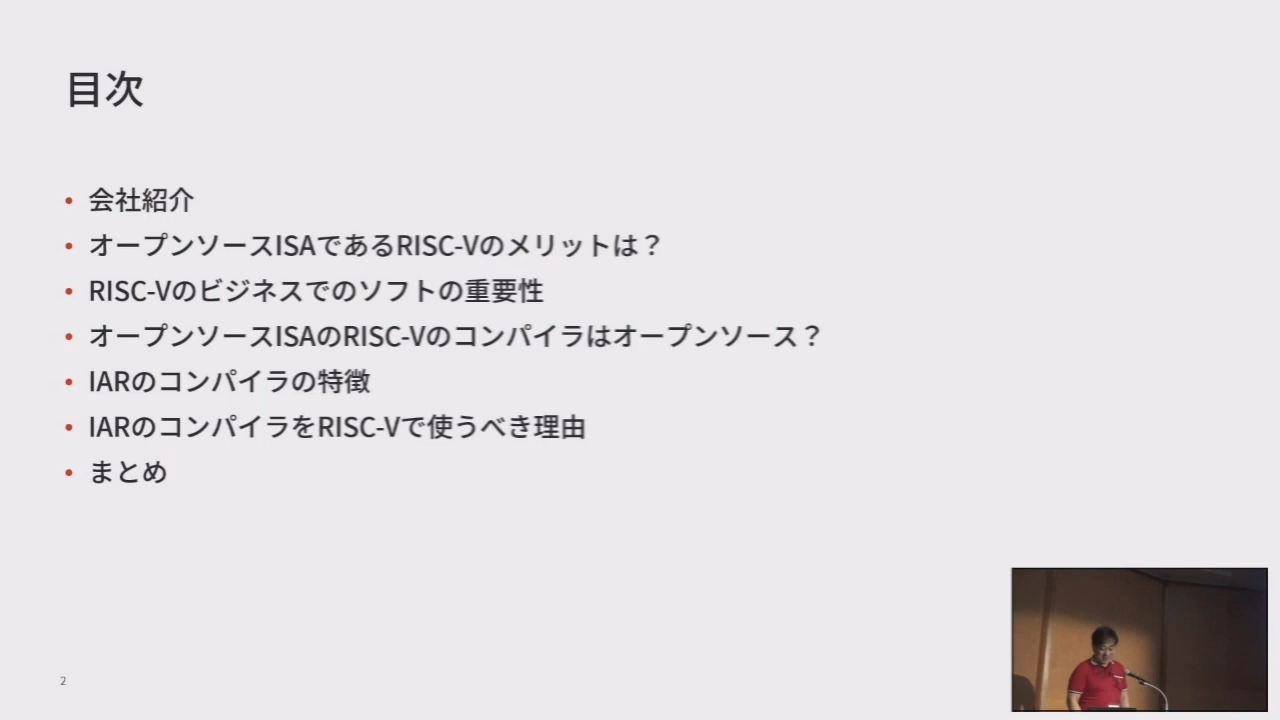 目次
• 会社紹介
• オープンソースISAであるRISC-Vのメリットは？
• RISC-Vのビジネスでのソフトの重要性
• オープンソースISAのRISC-Vのコンパイラはオープンソース？
• IARのコンパイラの特徴
• IARのコンパイラをRISC-Vで使うべき理由
• まとめ
2